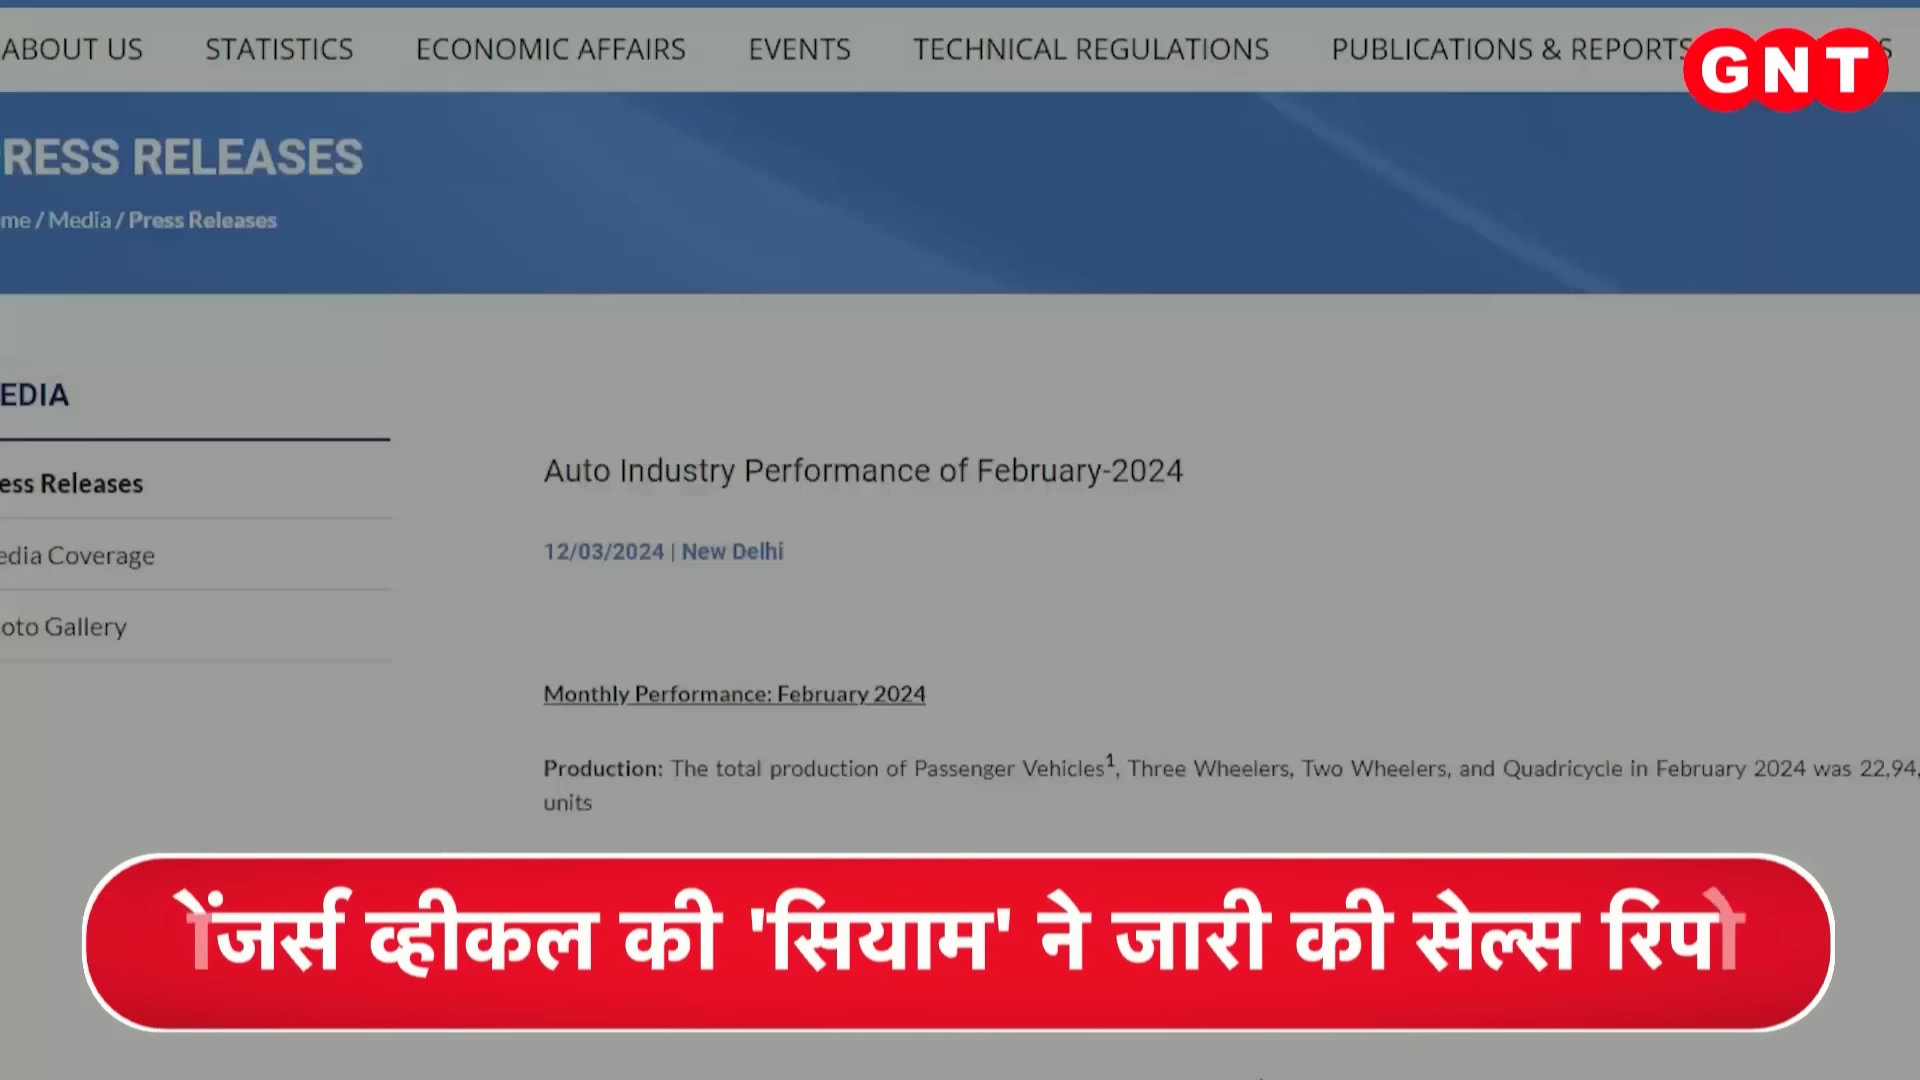 ABOUT US STATISTICS ECONOMIC AFFAIRS EVENTS TECHNICAL REGULATIONS PUBLICATIONS & REPORTS
GNT
RESS RELEASES
me / Media / Press Releases
EDIA
ess Releases
edia Coverage
oto Gallery
Auto Industry Performance of February-2024
12/03/2024 | New Delhi
Monthly Performance: February 2024
Production: The total production of Passenger Vehicles¹, Three Wheelers, Two Wheelers, and Quadricycle in February 2024 was 22,94,
units
ेंजर्स व्हीकल की 'सियाम' ने जारी की सेल्स रिपो